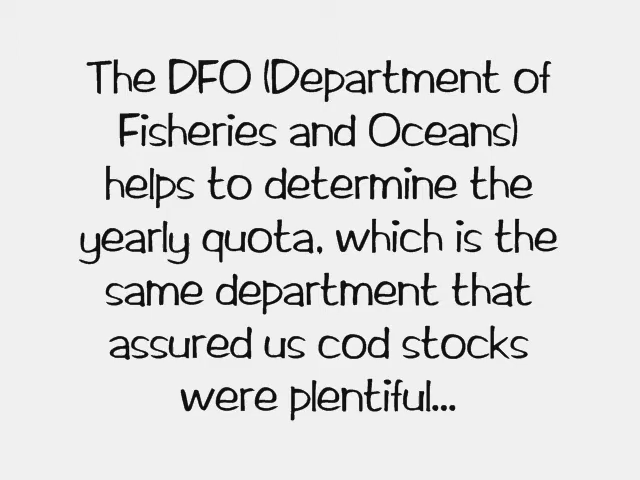 The DFO (Department of
Fisheries and Oceans)
helps to determine the
yearly quota, which is the
same department that
assured us cod stocks
were plentiful...